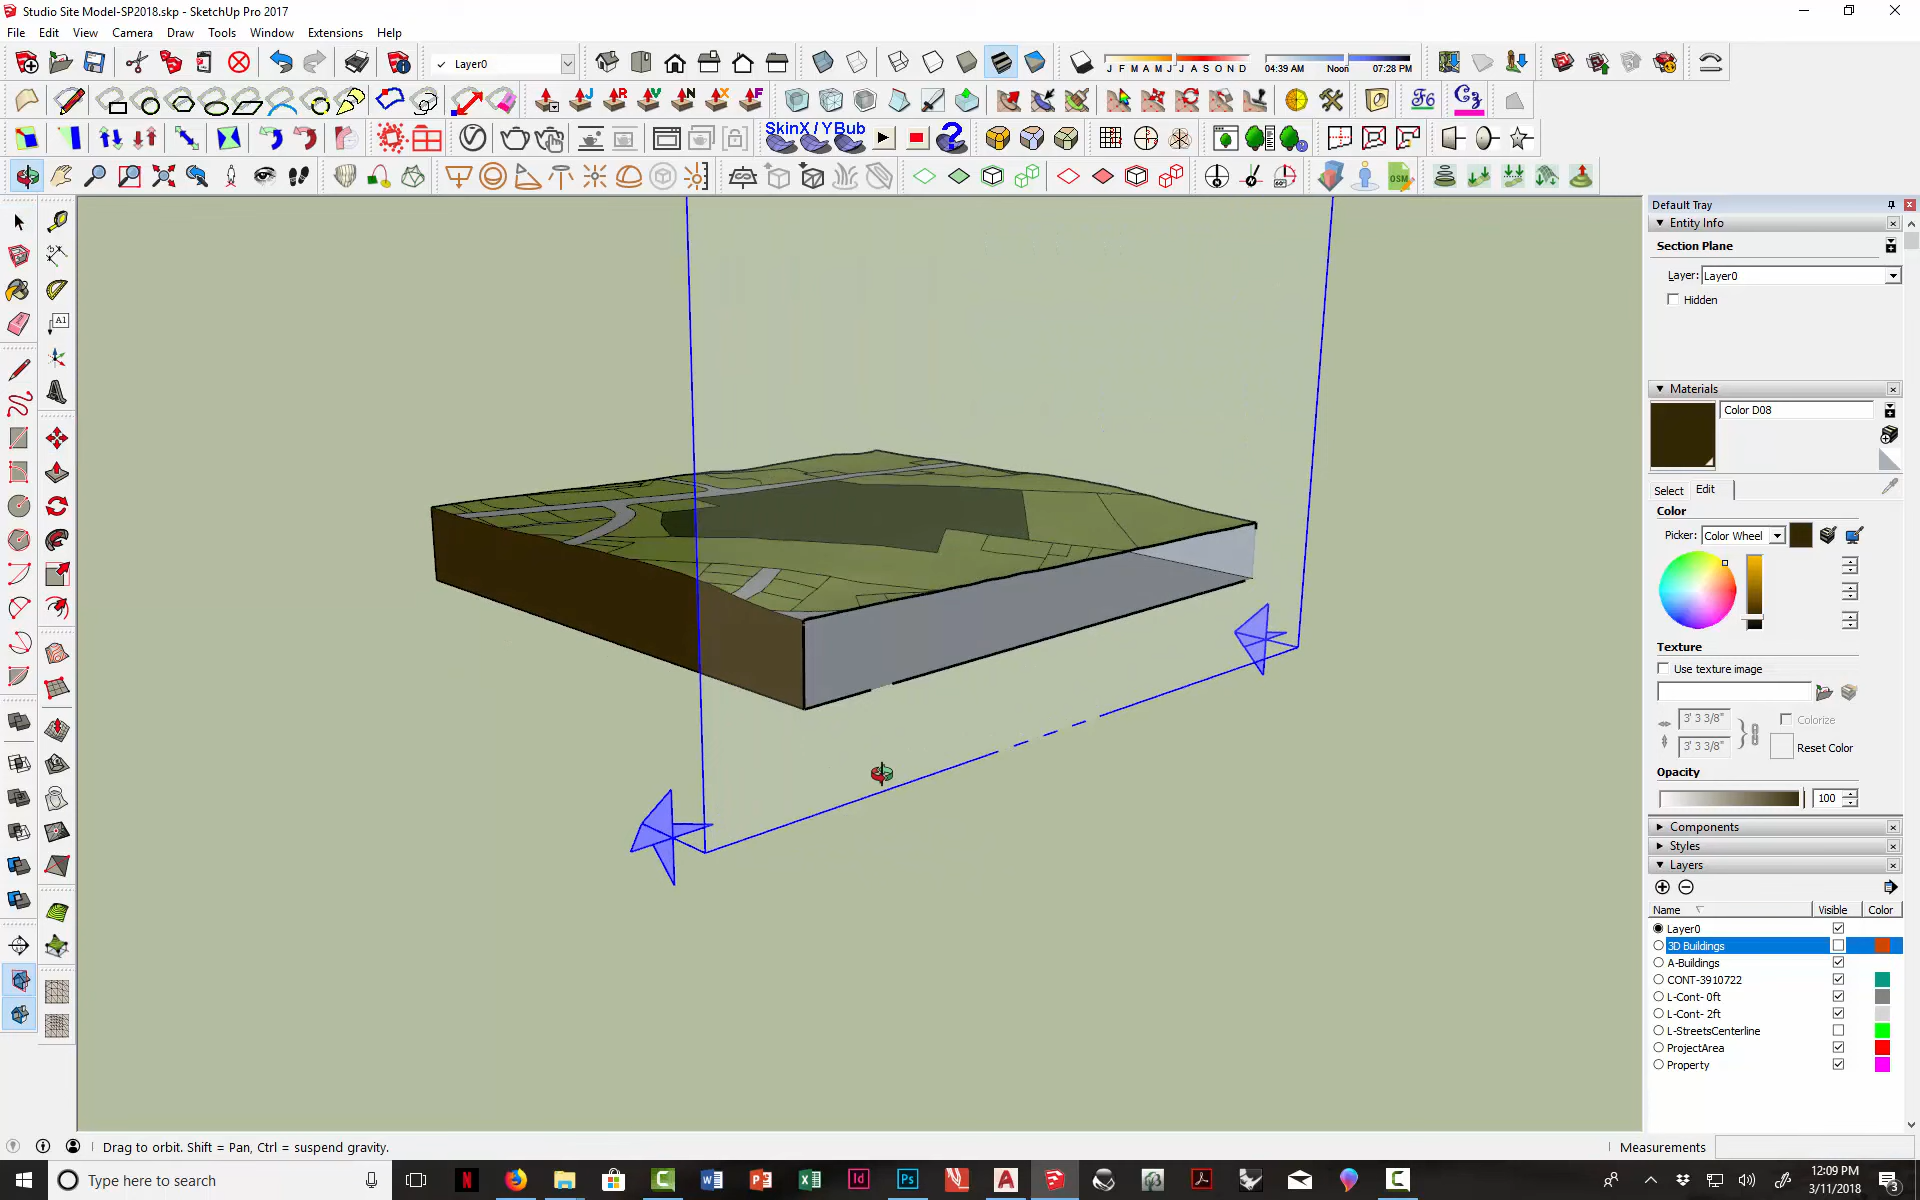 Studio Site Model-SP2018.skp - SketchUp Pro 2017
File Edit View Camera Draw Tools Window Extensions Help
Layer0
J F M A M J J A S O N D
04:39 AM Noon 07:28 PM
J R V N X F
F6
SkinX / YBub
OSM
A1
Default Tray
Entity Info
Section Plane
Layer: Layer0
Hidden
Materials
Color D08
Select Edit
Color
Picker: Color Wheel
Texture
Use texture image
3' 3 3/8" Colorize
3' 3 3/8" Reset Color
Opacity
100
Components
Styles
Layers
Name Visible Color
Layer0
3D Buildings
A-Buildings
CONT-3910722
L-Cont- 0ft
L-Cont- 2ft
L-StreetsCenterline
ProjectArea
Property
Drag to orbit. Shift = Pan, Ctrl = suspend gravity.
Measurements
Type here to search
12:09 PM
3/11/2018